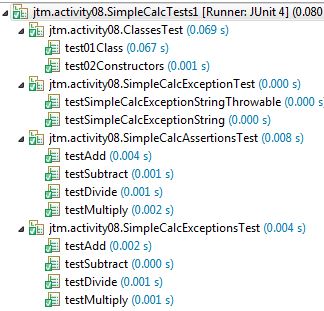 jtm.activity08.SimpleCalcTests1 [Runner: JUnit 4] (0.080
jtm.activity08.ClassesTest (0.069 s)
test01Class (0.067 s)
test02Constructors (0.001 s)
jtm.activity08.SimpleCalcExceptionTest (0.000 s)
testSimpleCalcExceptionStringThrowable (0.000 s)
testSimpleCalcExceptionString (0.000 s)
jtm.activity08.SimpleCalcAssertionsTest (0.008 s)
testAdd (0.004 s)
testSubtract (0.001 s)
testDivide (0.001 s)
testMultiply (0.002 s)
jtm.activity08.SimpleCalcExceptionsTest (0.004 s)
testAdd (0.002 s)
testSubtract (0.000 s)
testDivide (0.001 s)
testMultiply (0.001 s)